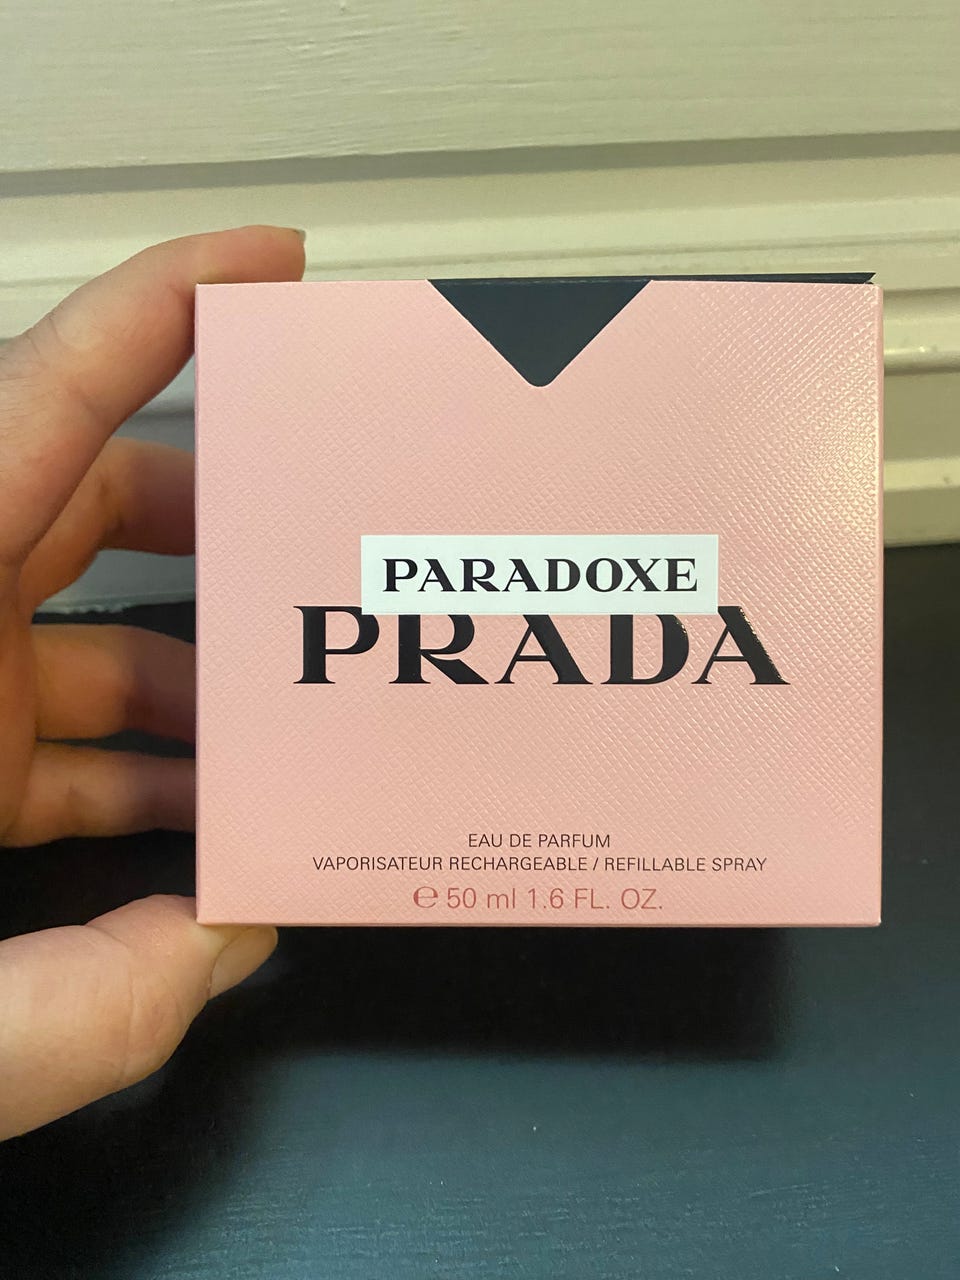 PARADOXE
PRADA
EAU DE PARFUM
VAPORISATEUR RECHARGEABLE / REFILLABLE SPRAY
℮ 50 ml 1.6 FL. OZ.